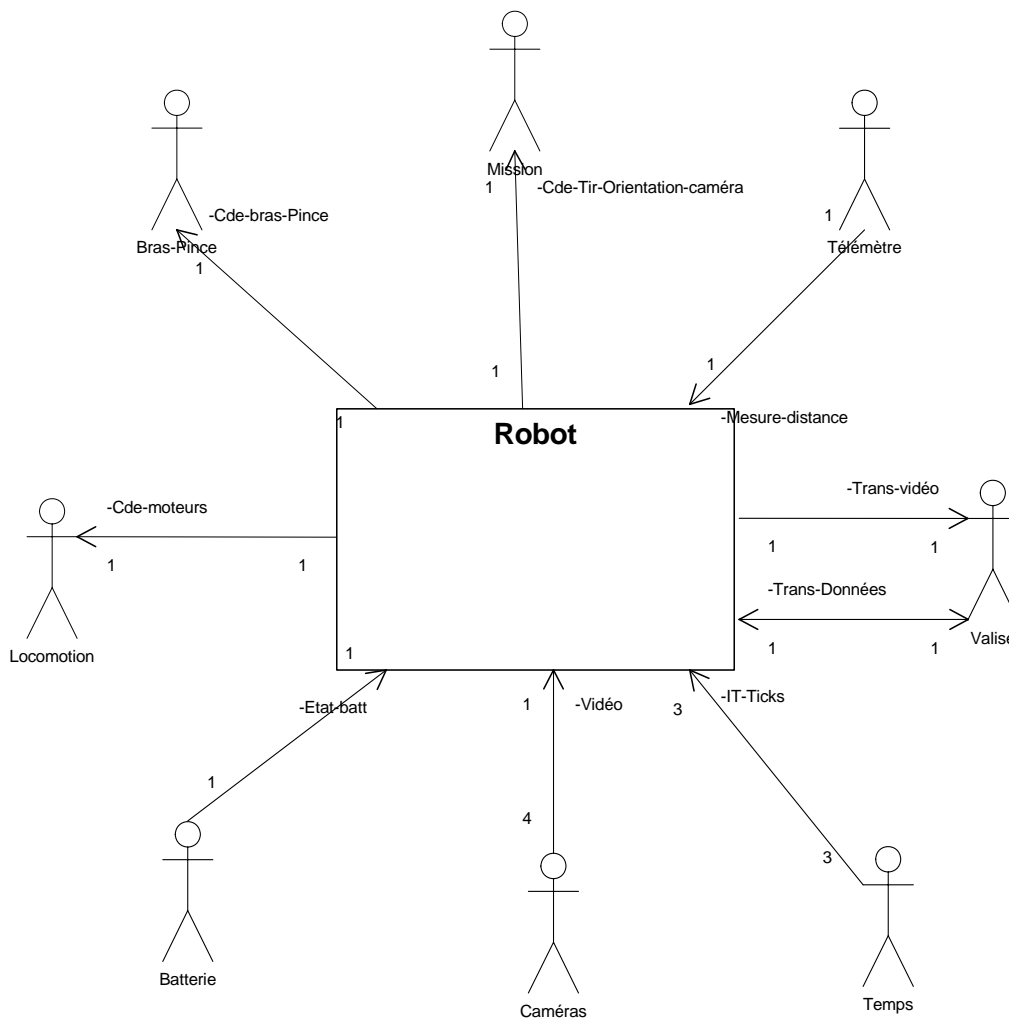 Mission
1
-Cde-Tir-Orientation-caméra
-Cde-bras-Pince
1
Bras-Pince
Télémètre
1
1
1
1
-Mesure-distance
Robot
-Trans-vidéo
-Cde-moteurs
1
1
1
1
-Trans-Données
1
1
Valise
Locomotion
1
-Etat-batt
1
-Vidéo
3
-IT-Ticks
1
4
3
Batterie
Caméras
Temps